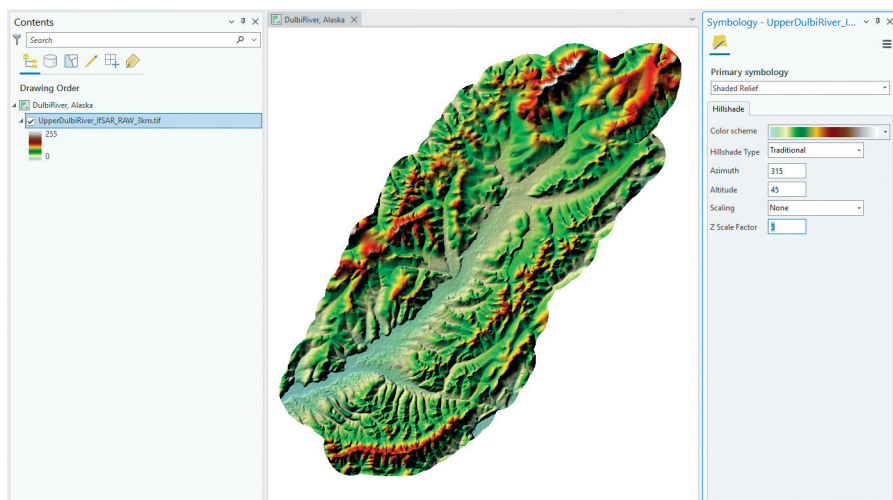 Contents
Search
Drawing Order
DulbiRiver, Alaska
UpperDulbiRiver_IfSAR_RAW_3km.tif
255
0
DulbiRiver, Alaska
Symbology - UpperDulbiRiver_I...
Primary symbology
Shaded Relief
Hillshade
Color scheme
Hillshade Type Traditional
Azimuth 315
Altitude 45
Scaling None
Z Scale Factor 5